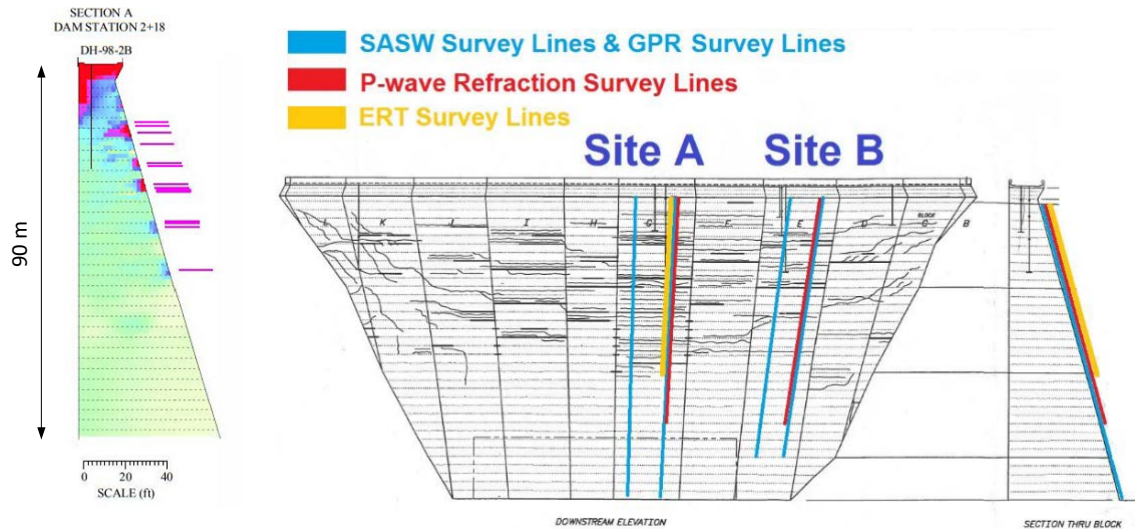 SECTION A
DAM STATION 2+18
DH-98-2B
90 m
0 20 40
SCALE (ft)
SASW Survey Lines & GPR Survey Lines
P-wave Refraction Survey Lines
ERT Survey Lines
Site A Site B
L K J I H G F E D C B
BLOCK
DOWNSTREAM ELEVATION
SECTION THRU BLOCK